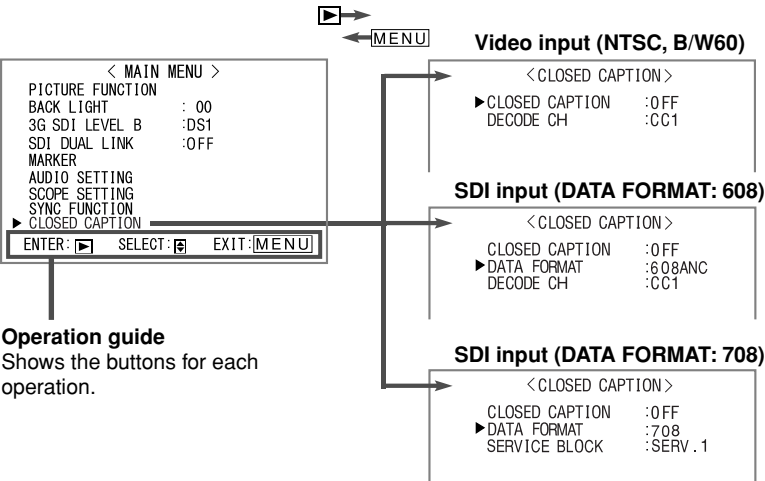 MENU
< MAIN MENU >
PICTURE FUNCTION
BACK LIGHT : 00
3G SDI LEVEL B :DS1
SDI DUAL LINK :OFF
MARKER
AUDIO SETTING
SCOPE SETTING
SYNC FUNCTION
▶ CLOSED CAPTION
ENTER: ▶ SELECT: EXIT: MENU
Operation guide
Shows the buttons for each
operation.
Video input (NTSC, B/W60)
<CLOSED CAPTION>
▶CLOSED CAPTION :OFF
DECODE CH :CC1
SDI input (DATA FORMAT: 608)
<CLOSED CAPTION>
CLOSED CAPTION :OFF
▶DATA FORMAT :608ANC
DECODE CH :CC1
SDI input (DATA FORMAT: 708)
<CLOSED CAPTION>
CLOSED CAPTION :OFF
▶DATA FORMAT :708
SERVICE BLOCK :SERV.1